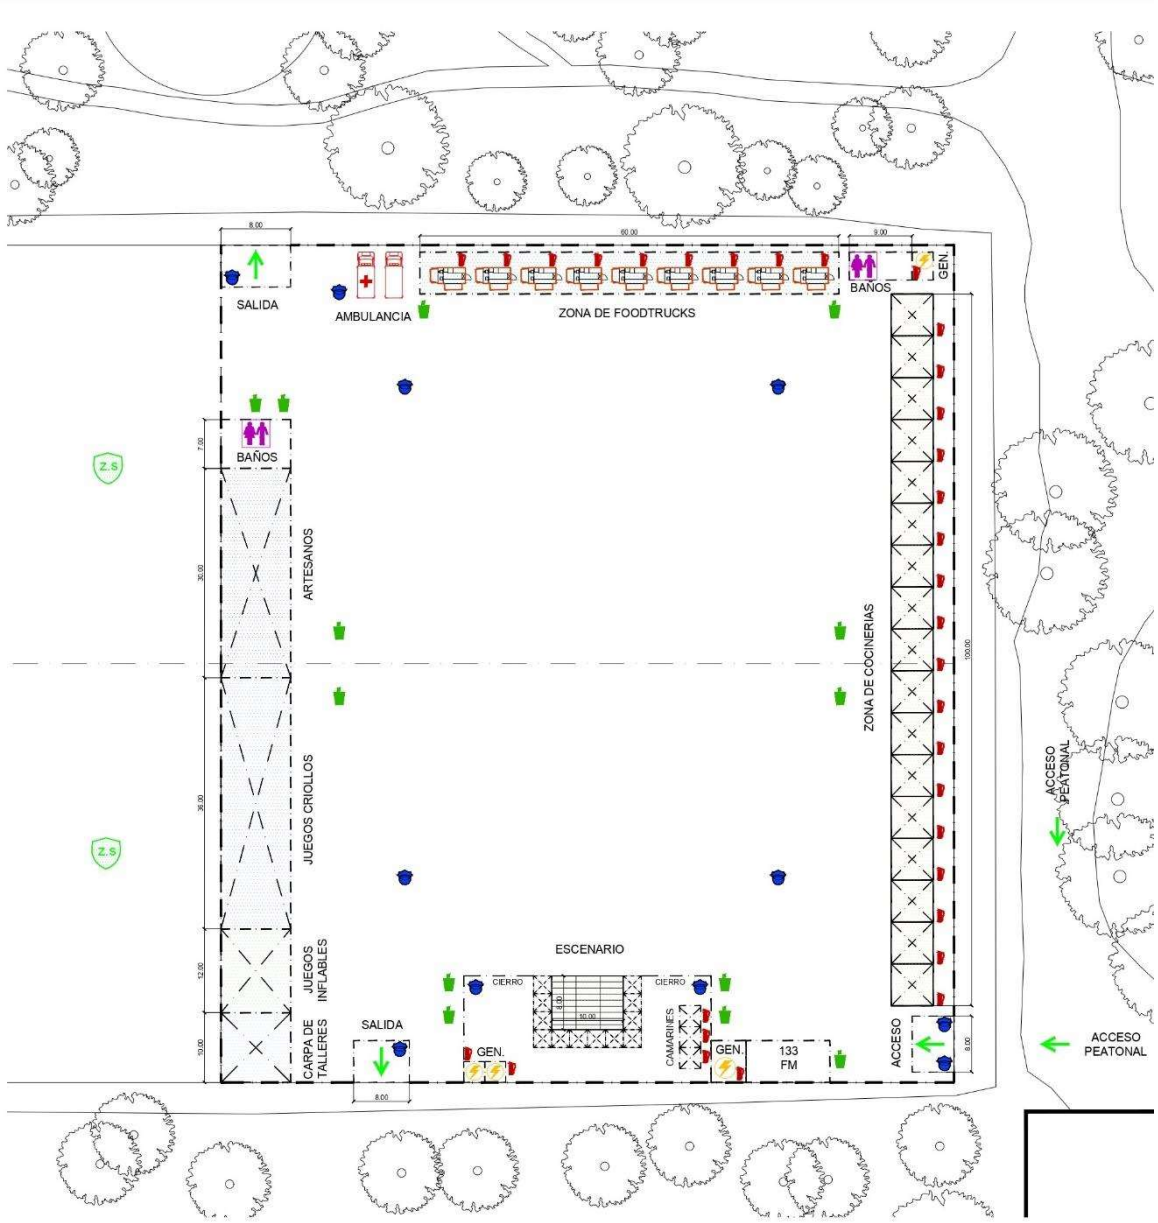 8.00
60.00
9.00
GEN.
BAÑOS
SALIDA
AMBULANCIA
ZONA DE FOODTRUCKS
7.00
BAÑOS
Z.S
30.00
ARTESANOS
ZONA DE COCINERIAS
100.00
36.00
JUEGOS CRIOLLOS
ACCESO
PEATONAL
Z.S
ESCENARIO
12.00
JUEGOS
INFLABLES
CIERRO
CIERRO
8.00
10.00
10.00
CARPA DE
TALLERES
SALIDA
GEN.
CAMARINES
GEN.
133
FM
ACCESO
8.00
ACCESO
PEATONAL
8.00